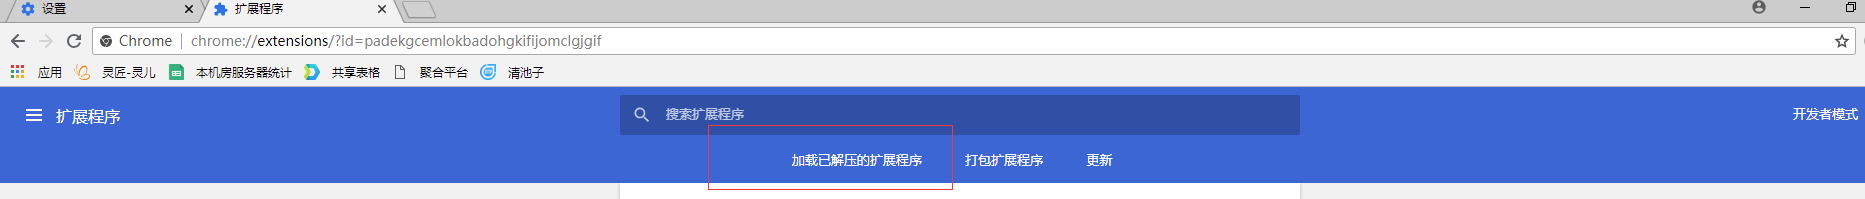 设置 扩展程序
Chrome | chrome://extensions/?id=padekgcemlokbadohgkifijomclgjgif
应用 灵匠-灵儿 本机房服务器统计 共享表格 聚合平台 清池子
扩展程序 搜索扩展程序 开发者模式
加载已解压的扩展程序 打包扩展程序 更新